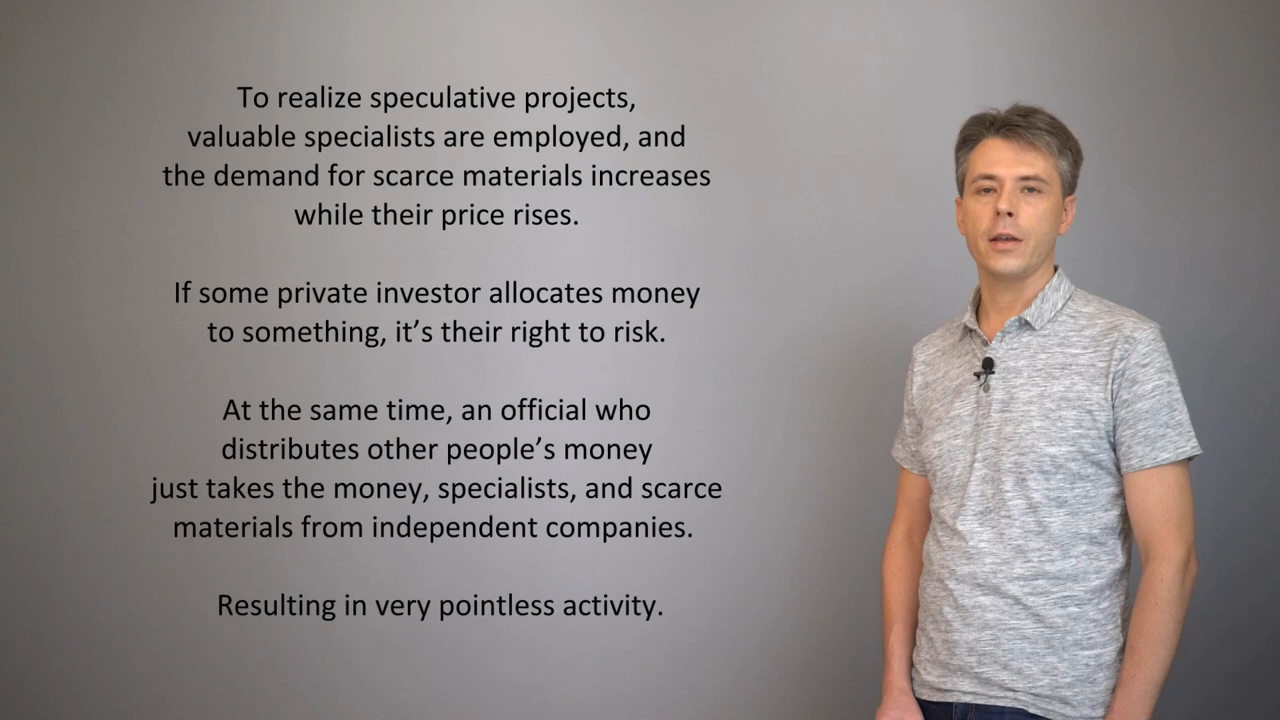 To realize speculative projects,
valuable specialists are employed, and
the demand for scarce materials increases
while their price rises.
If some private investor allocates money
to something, it’s their right to risk.
At the same time, an official who
distributes other people’s money
just takes the money, specialists, and scarce
materials from independent companies.
Resulting in very pointless activity.